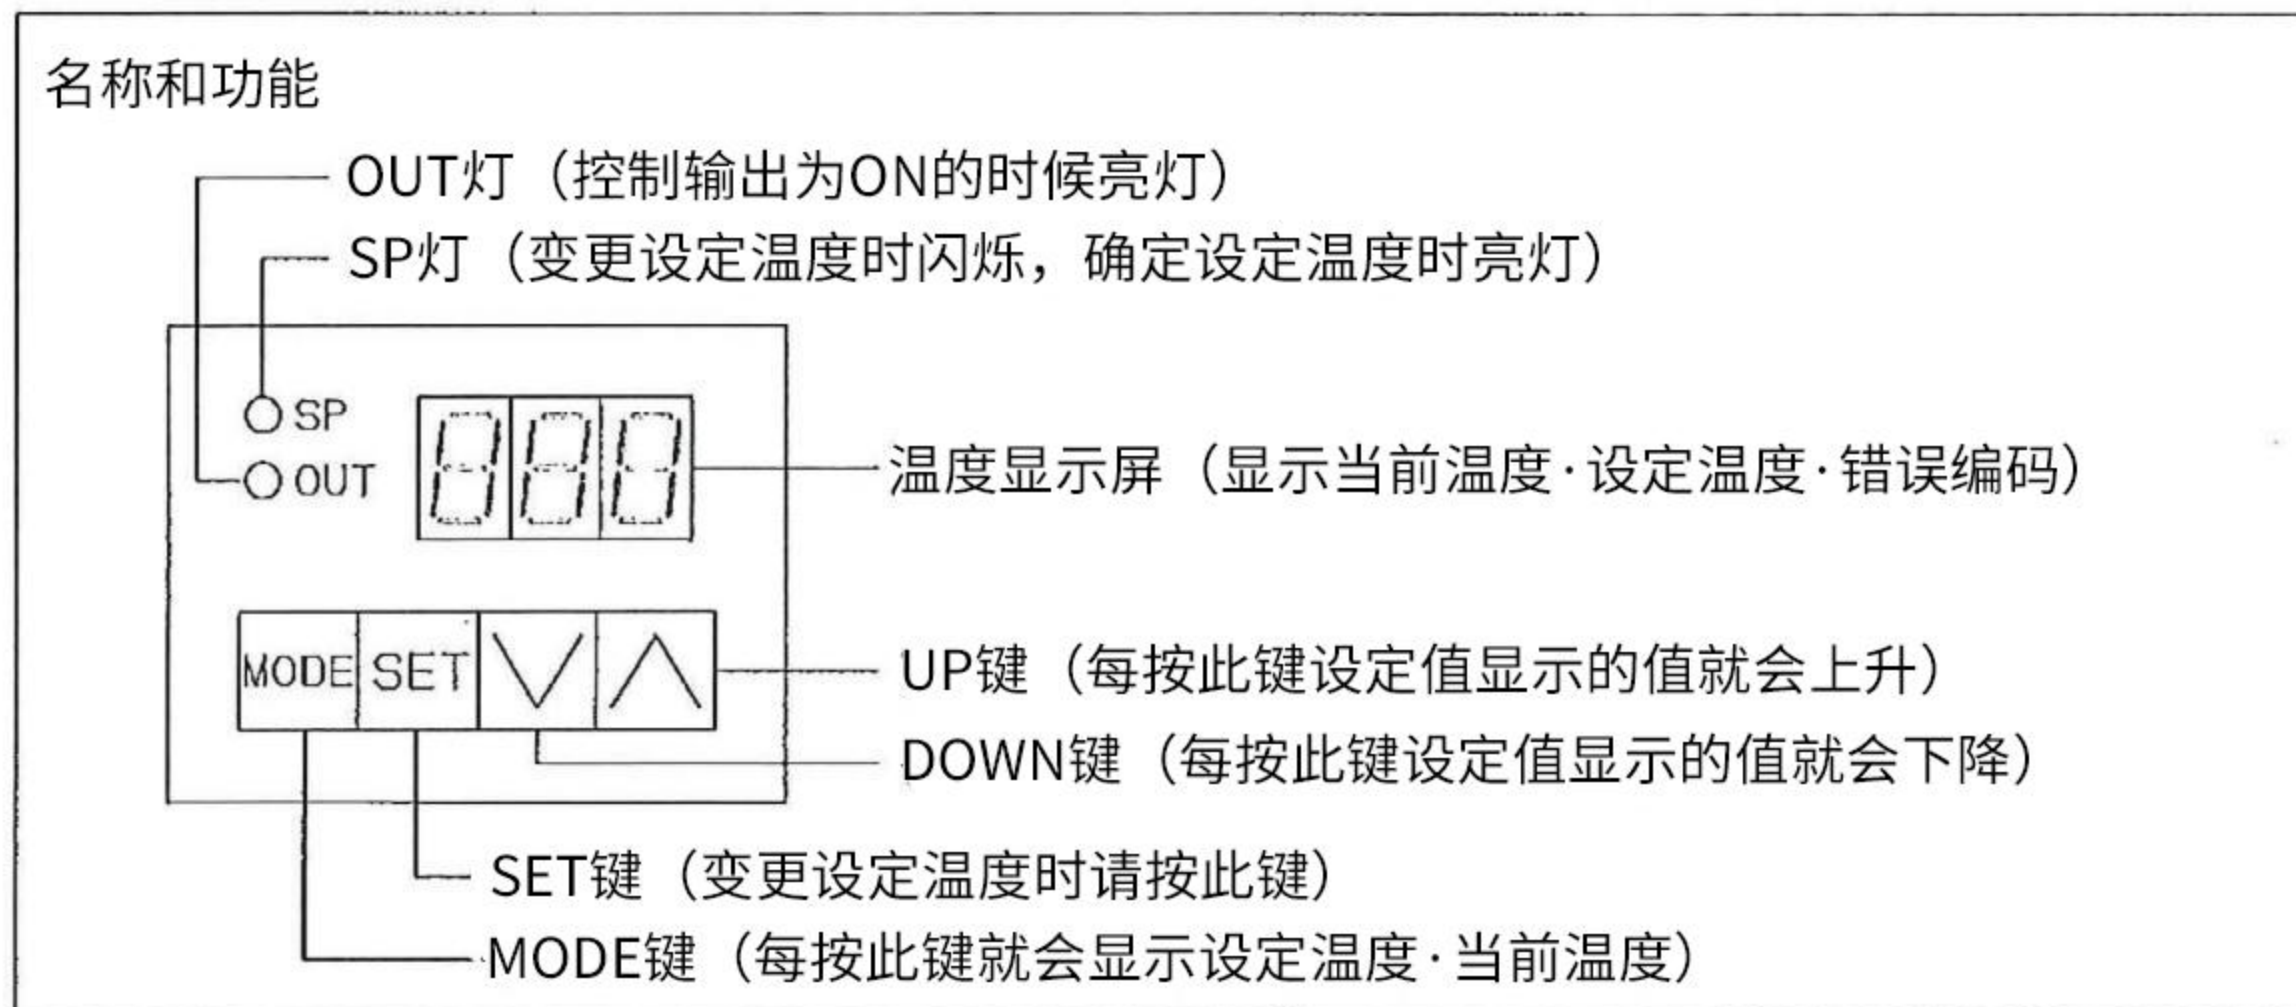 名称和功能
OUT灯（控制输出为ON的时候亮灯）
SP灯（变更设定温度时闪烁，确定设定温度时亮灯）
SP
OUT
温度显示屏（显示当前温度·设定温度·错误编码）
MODE SET
UP键（每按此键设定值显示的值就会上升）
DOWN键（每按此键设定值显示的值就会下降）
SET键（变更设定温度时请按此键）
MODE键（每按此键就会显示设定温度·当前温度）